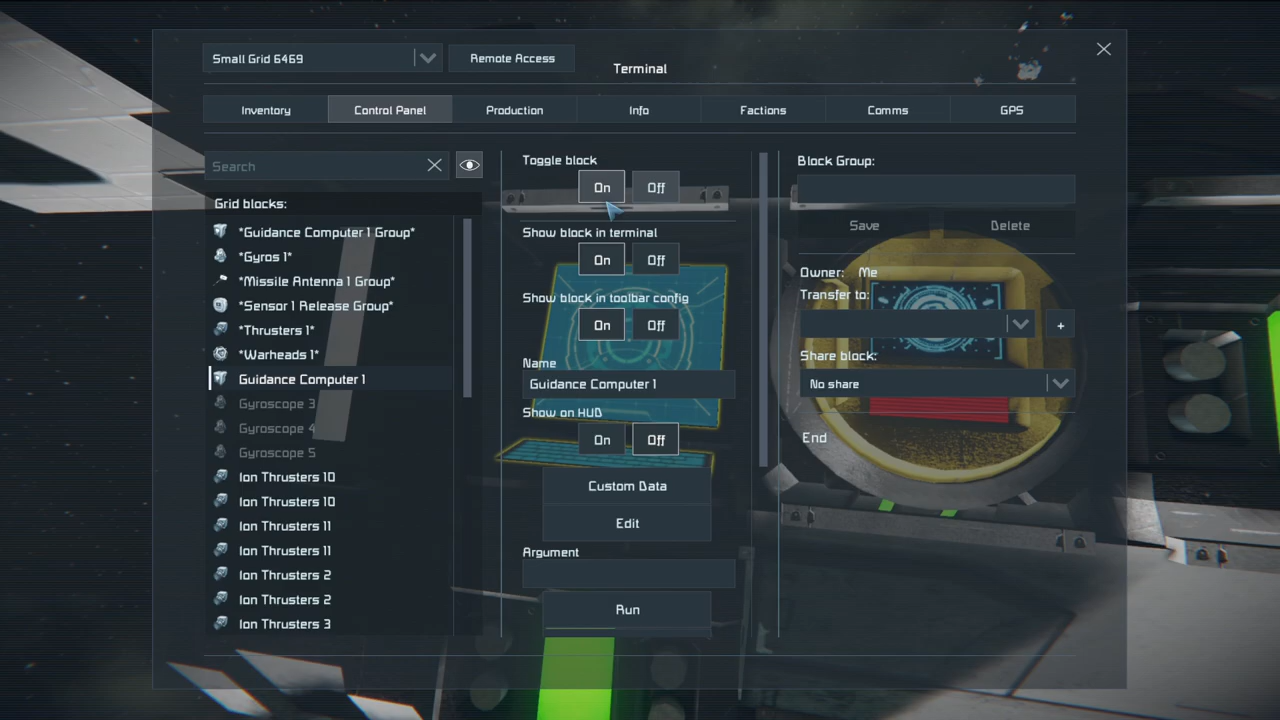 Small Grid 6469
Remote Access
Terminal
Inventory
Control Panel
Production
Info
Factions
Comms
GPS
Search
Grid blocks:
*Guidance Computer 1 Group*
*Gyros 1*
*Missile Antenna 1 Group*
*Sensor 1 Release Group*
*Thrusters 1*
*Warheads 1*
Guidance Computer 1
Gyroscope 3
Gyroscope 4
Gyroscope 5
Ion Thrusters 10
Ion Thrusters 10
Ion Thrusters 11
Ion Thrusters 11
Ion Thrusters 2
Ion Thrusters 2
Ion Thrusters 3
Toggle block
On Off
Show block in terminal
On Off
Show block in toolbar config
On Off
Name
Guidance Computer 1
Show on HUD
On Off
Custom Data
Edit
Argument
Run
Block Group:
Save Delete
Owner: Me
Transfer to:
+
Share block:
No share
End